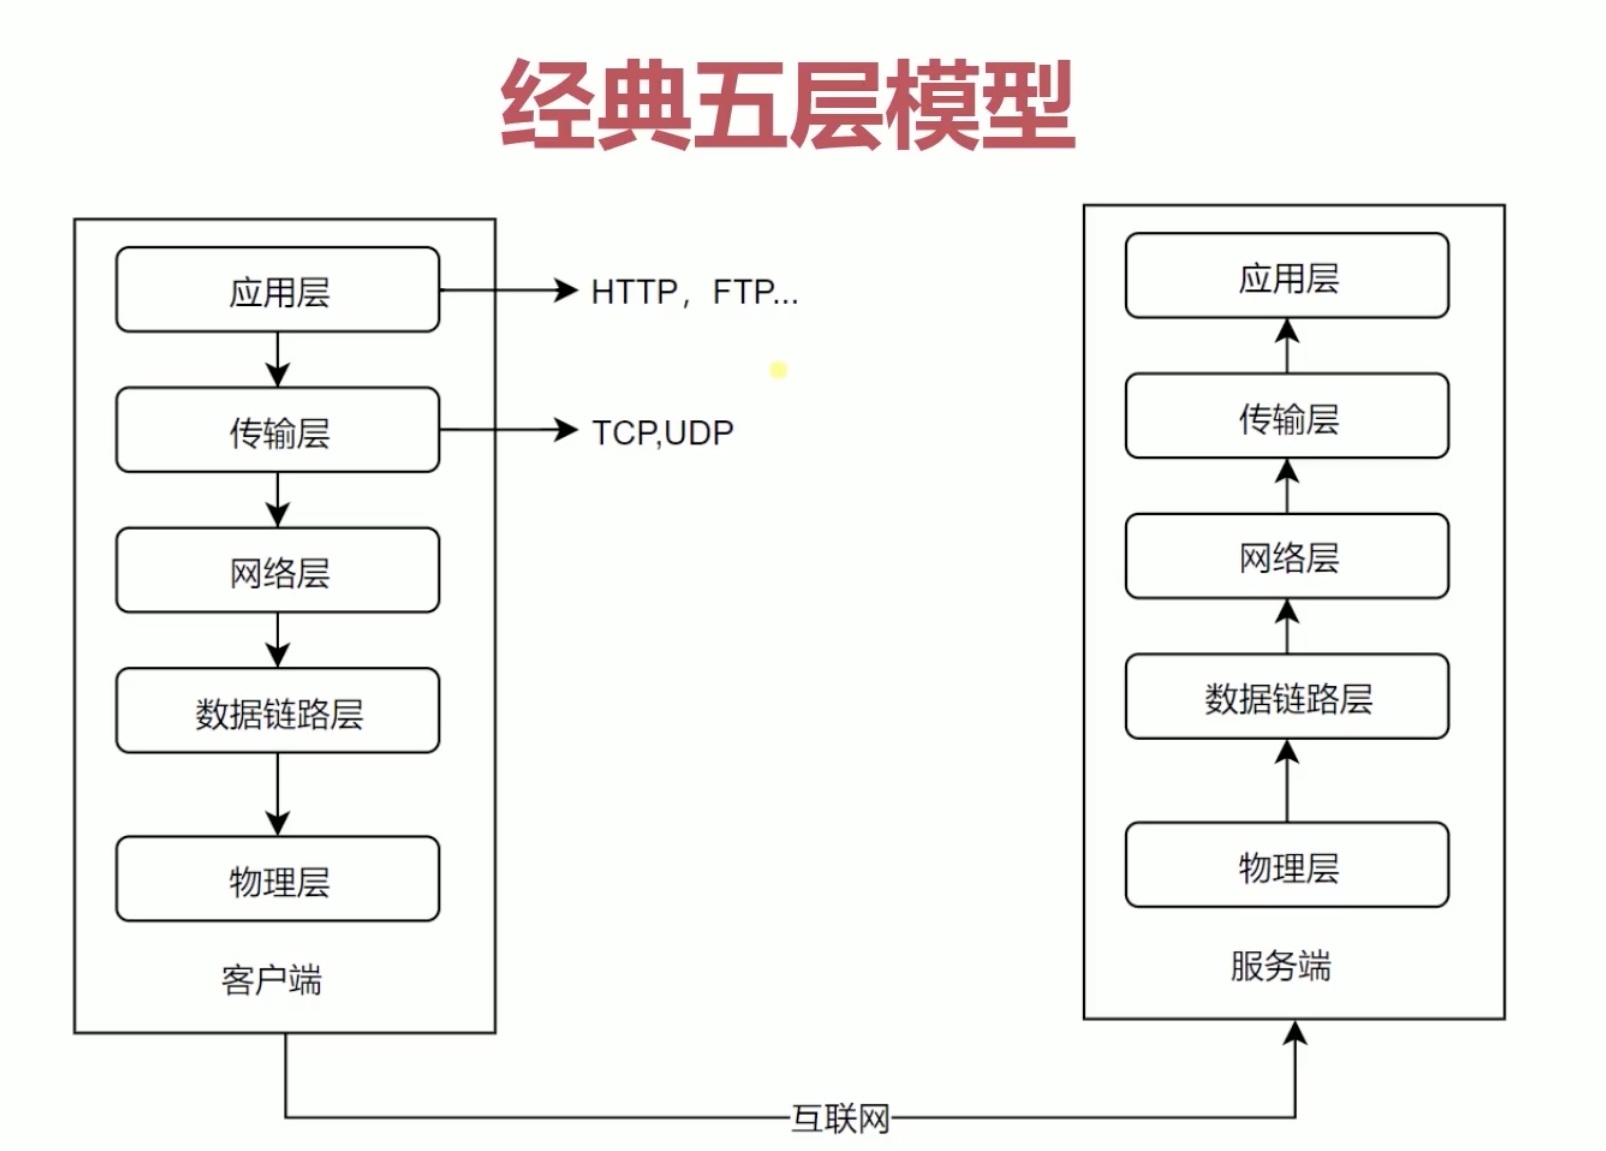 经典五层模型
应用层
HTTP，FTP...
传输层
TCP,UDP
网络层
数据链路层
物理层
客户端
应用层
传输层
网络层
数据链路层
物理层
服务端
互联网